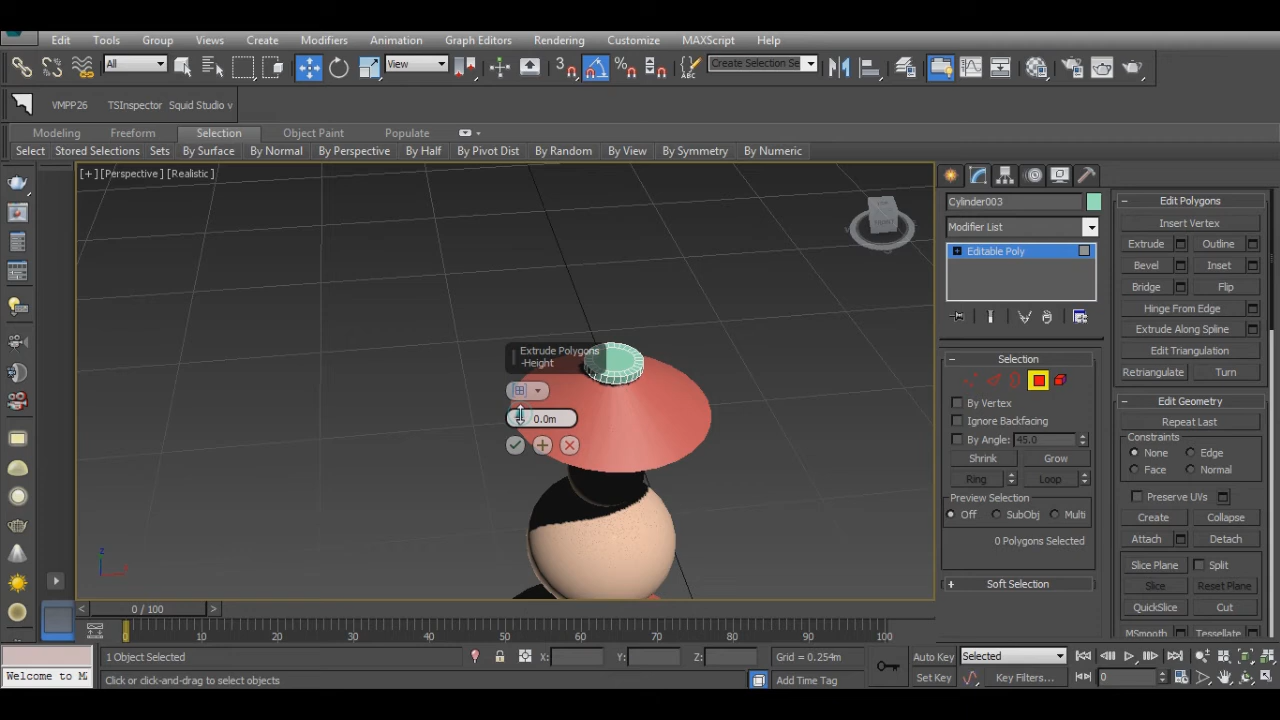 Edit Tools Group Views Create Modifiers Animation Graph Editors Rendering Customize MAXScript Help
All View 3 % ABC Create Selection Se
VMPP26 TSInspector Squid Studio v
Modeling Freeform Selection Object Paint Populate
Select Stored Selections Sets By Surface By Normal By Perspective By Half By Pivot Dist By Random By View By Symmetry By Numeric
[+] [Perspective] [Realistic]
Cylinder003
Modifier List
Editable Poly
Extrude Polygons
-Height
0.0m
Selection
By Vertex
Ignore Backfacing
By Angle: 45.0
Shrink Grow
Ring Loop
Preview Selection
Off SubObj Multi
0 Polygons Selected
Soft Selection
Edit Polygons
Insert Vertex
Extrude Outline
Bevel Inset
Bridge Flip
Hinge From Edge
Extrude Along Spline
Edit Triangulation
Retriangulate Turn
Edit Geometry
Repeat Last
Constraints
None Edge
Face Normal
Preserve UVs
Create Collapse
Attach Detach
Slice Plane Split
Slice Reset Plane
QuickSlice Cut
MSmooth Tessellate
z
< 0 / 100 >
0 10 20 30 40 50 60 70 80 90 100
1 Object Selected X: Y: Z: Grid = 0.254m Auto Key Selected
Welcome to M Click or click-and-drag to select objects Add Time Tag Set Key Key Filters... 0